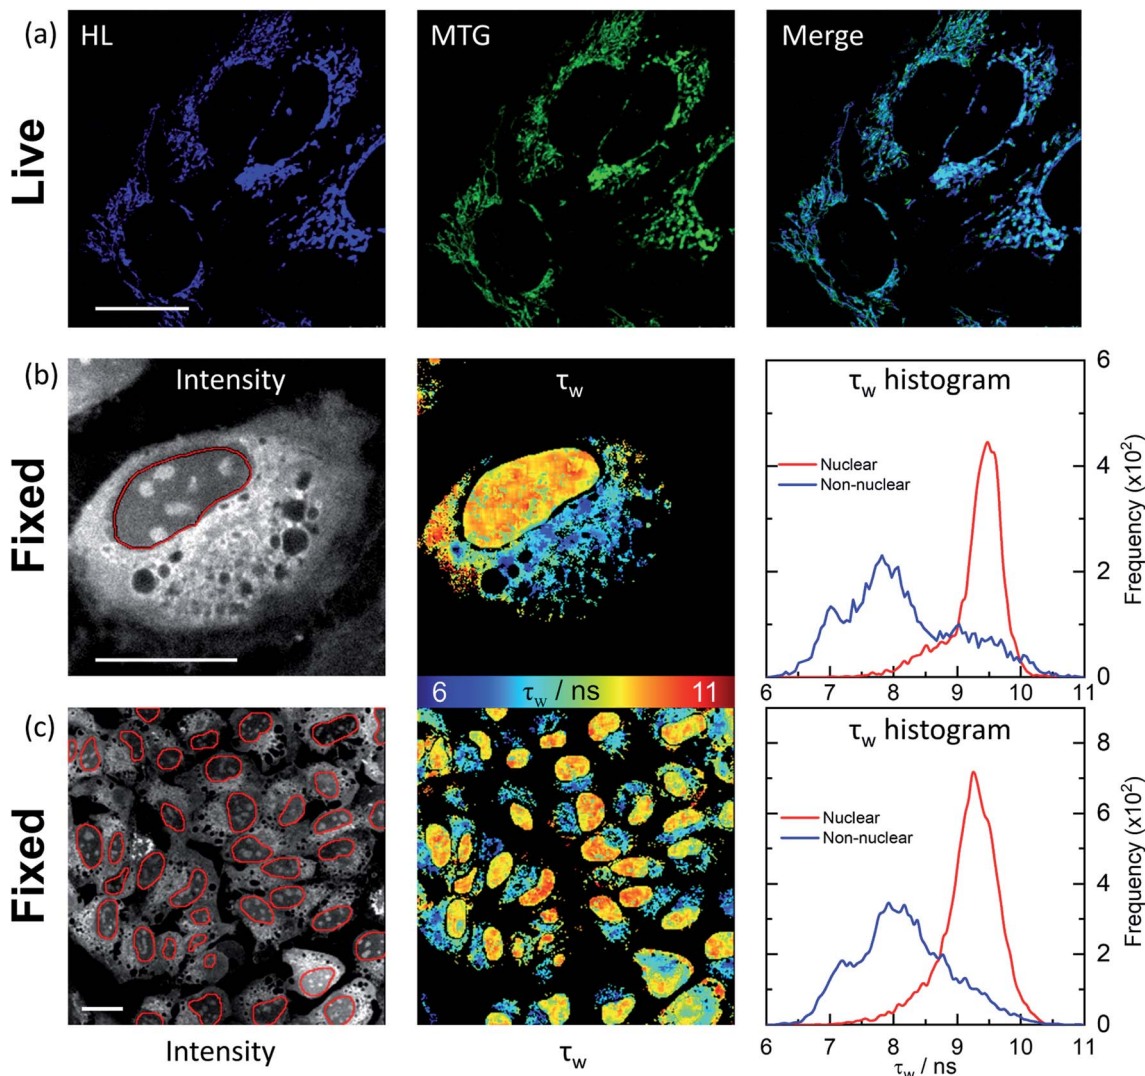 (a) HL MTG Merge
Live
(b) Intensity τw τw histogram
Fixed
Nuclear
Non-nuclear
6
4
2
0
Frequency (x10²)
6 7 8 9 10 11
6 τw / ns 11
(c) τw histogram
Fixed
Nuclear
Non-nuclear
8
6
4
2
0
Frequency (x10²)
6 7 8 9 10 11
Intensity τw τw / ns